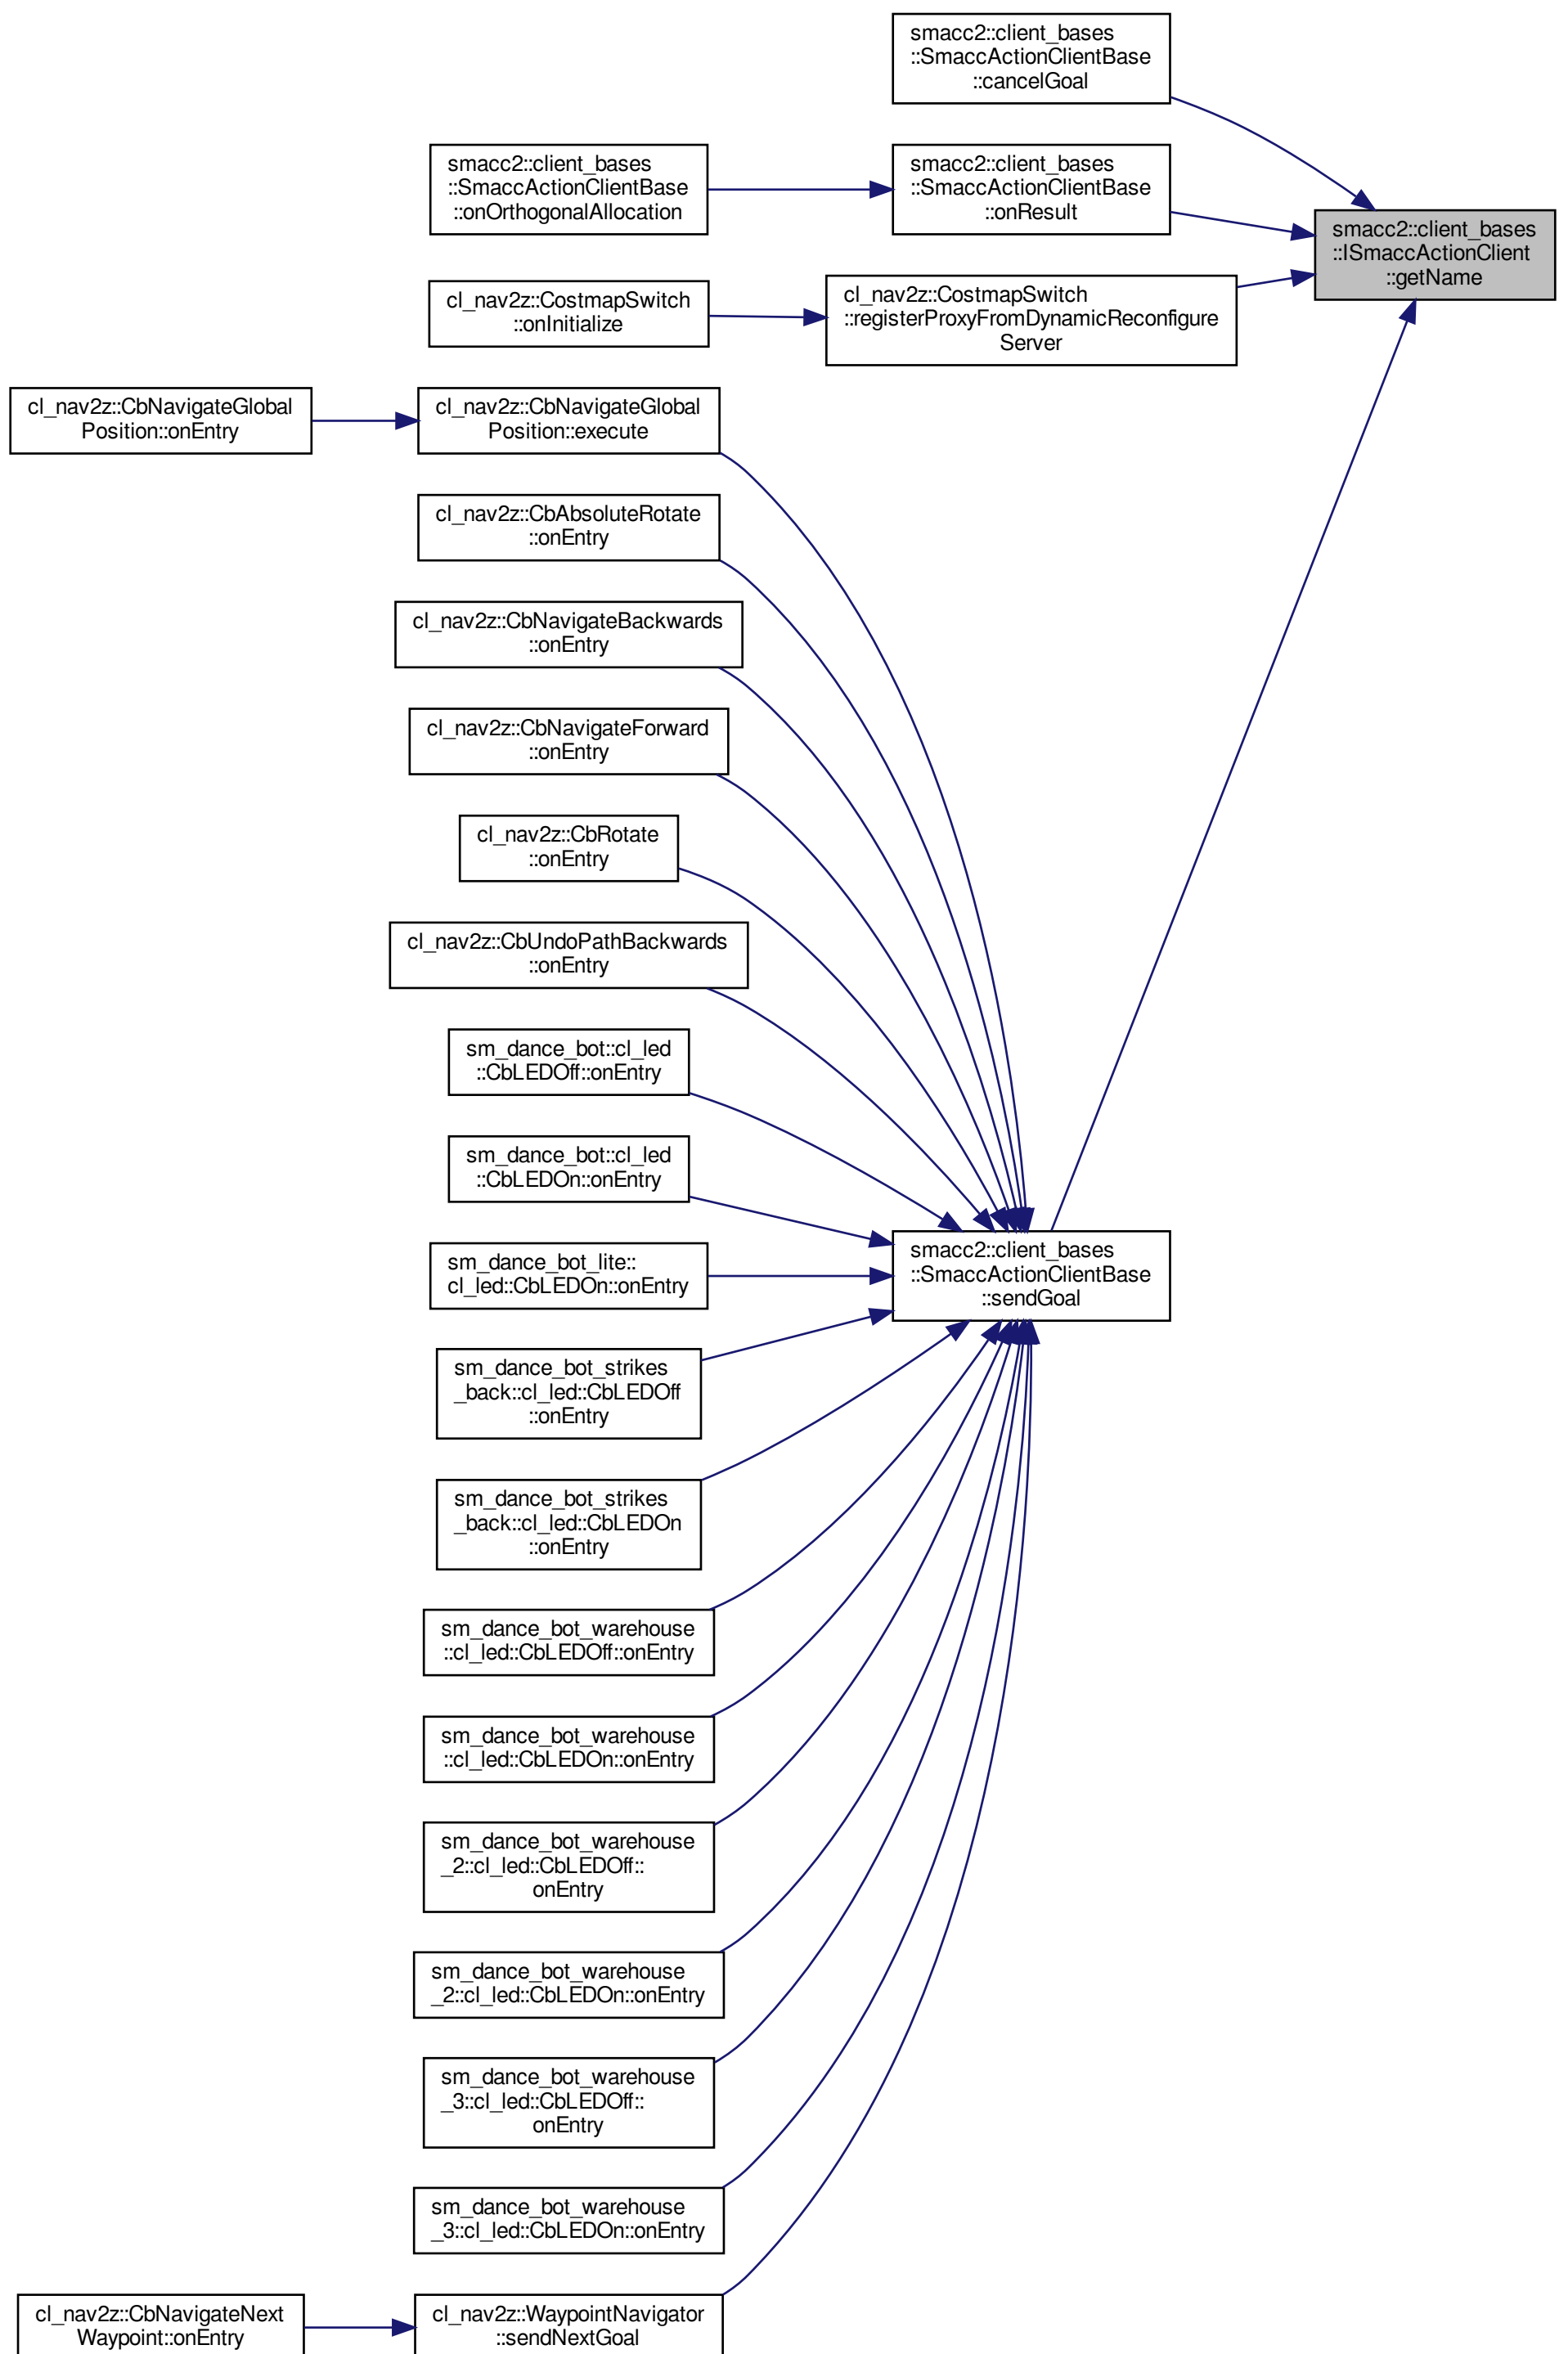 smacc2::client_bases
::SmaccActionClientBase
::cancelGoal
smacc2::client_bases
::SmaccActionClientBase
::onOrthogonalAllocation
smacc2::client_bases
::SmaccActionClientBase
::onResult
smacc2::client_bases
::ISmaccActionClient
::getName
cl_nav2z::CostmapSwitch
::onInitialize
cl_nav2z::CostmapSwitch
::registerProxyFromDynamicReconfigure
Server
cl_nav2z::CbNavigateGlobal
Position::onEntry
cl_nav2z::CbNavigateGlobal
Position::execute
cl_nav2z::CbAbsoluteRotate
::onEntry
cl_nav2z::CbNavigateBackwards
::onEntry
cl_nav2z::CbNavigateForward
::onEntry
cl_nav2z::CbRotate
::onEntry
cl_nav2z::CbUndoPathBackwards
::onEntry
sm_dance_bot::cl_led
::CbLEDOff::onEntry
sm_dance_bot::cl_led
::CbLEDOn::onEntry
smacc2::client_bases
::SmaccActionClientBase
::sendGoal
sm_dance_bot_lite::
cl_led::CbLEDOn::onEntry
sm_dance_bot_strikes
_back::cl_led::CbLEDOff
::onEntry
sm_dance_bot_strikes
_back::cl_led::CbLEDOn
::onEntry
sm_dance_bot_warehouse
::cl_led::CbLEDOff::onEntry
sm_dance_bot_warehouse
::cl_led::CbLEDOn::onEntry
sm_dance_bot_warehouse
_2::cl_led::CbLEDOff::
onEntry
sm_dance_bot_warehouse
_2::cl_led::CbLEDOn::onEntry
sm_dance_bot_warehouse
_3::cl_led::CbLEDOff::
onEntry
sm_dance_bot_warehouse
_3::cl_led::CbLEDOn::onEntry
cl_nav2z::CbNavigateNext
Waypoint::onEntry
cl_nav2z::WaypointNavigator
::sendNextGoal